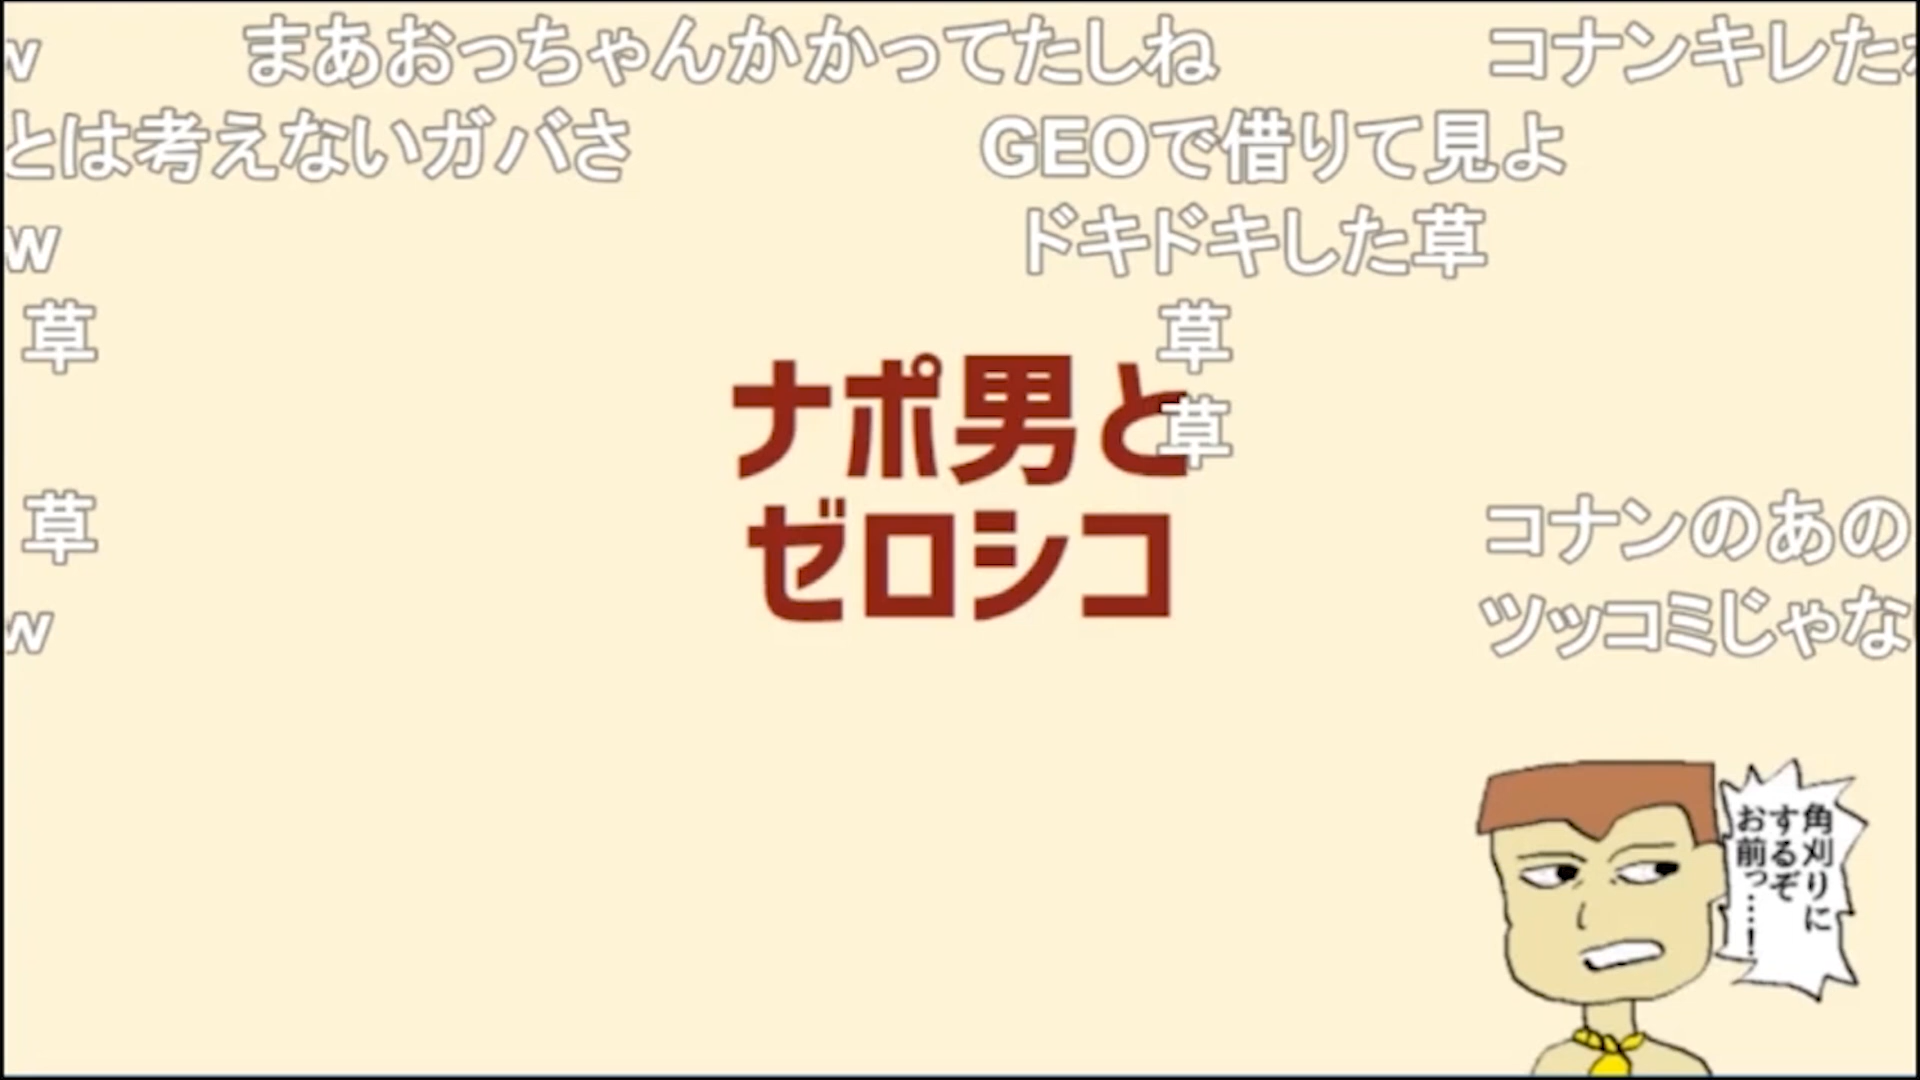 w
まあおっちゃんかかってたしね
コナンキレた
とは考えないガバさ
GEOで借りて見よ
w
ドキドキした草
草
草
ナポ男と
草
ゼロシコ
草
コナンのあの
w
ツッコミじゃな
角刈りに
するぞ
お前っ……!